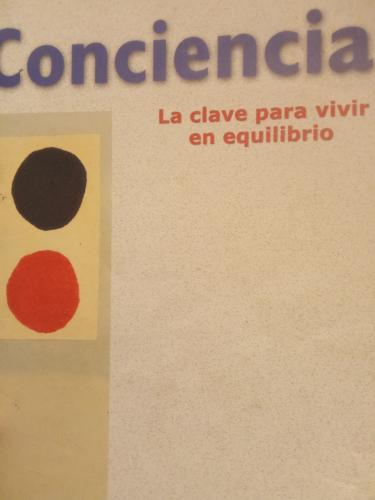 Conciencia
La clave para vivir
en equilibrio